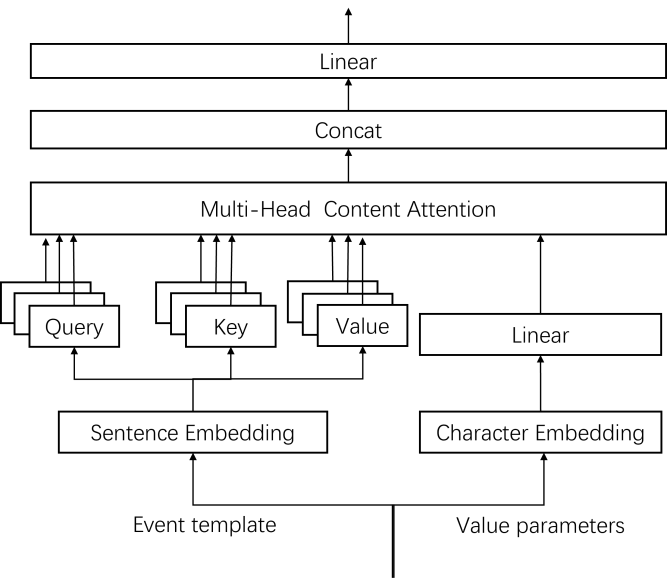 Linear
Concat
Multi-Head Content Attention
Query
Key
Value
Linear
Sentence Embedding
Character Embedding
Event template
Value parameters